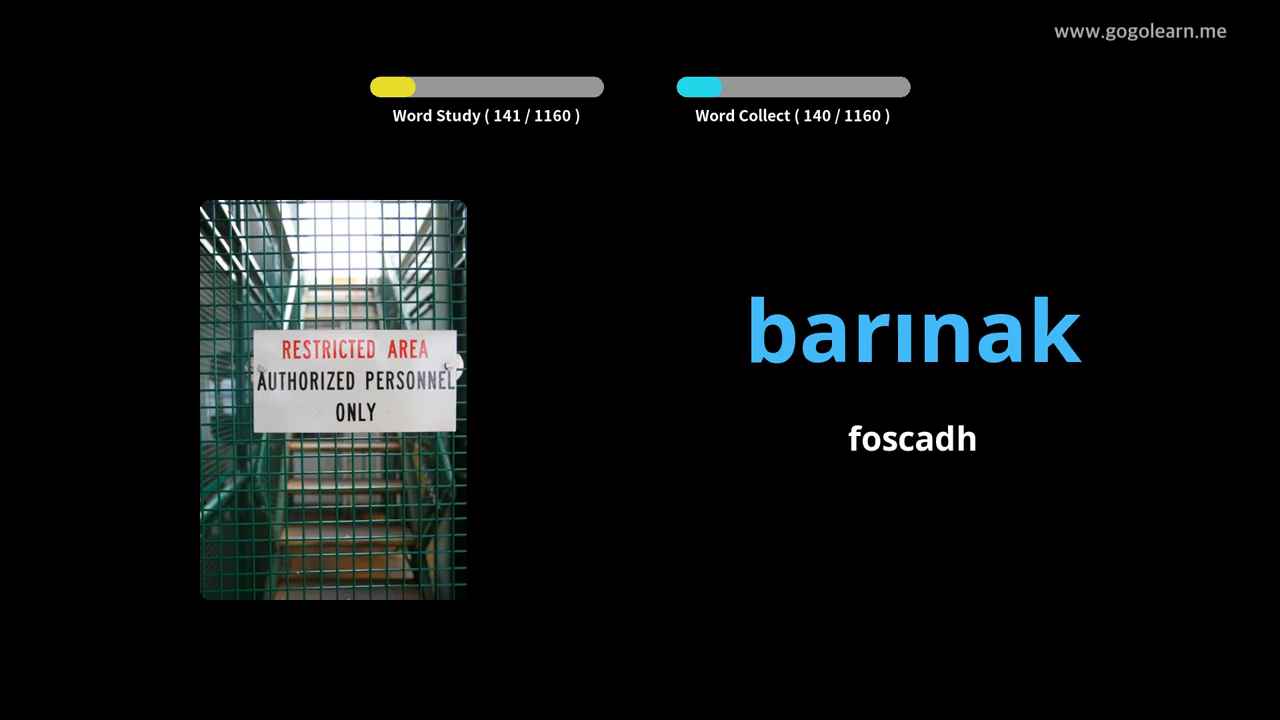 www.gogolearn.me
Word Study ( 141 / 1160 )
Word Collect ( 140 / 1160 )
RESTRICTED AREA
AUTHORIZED PERSONNEL
ONLY
barınak
foscadh